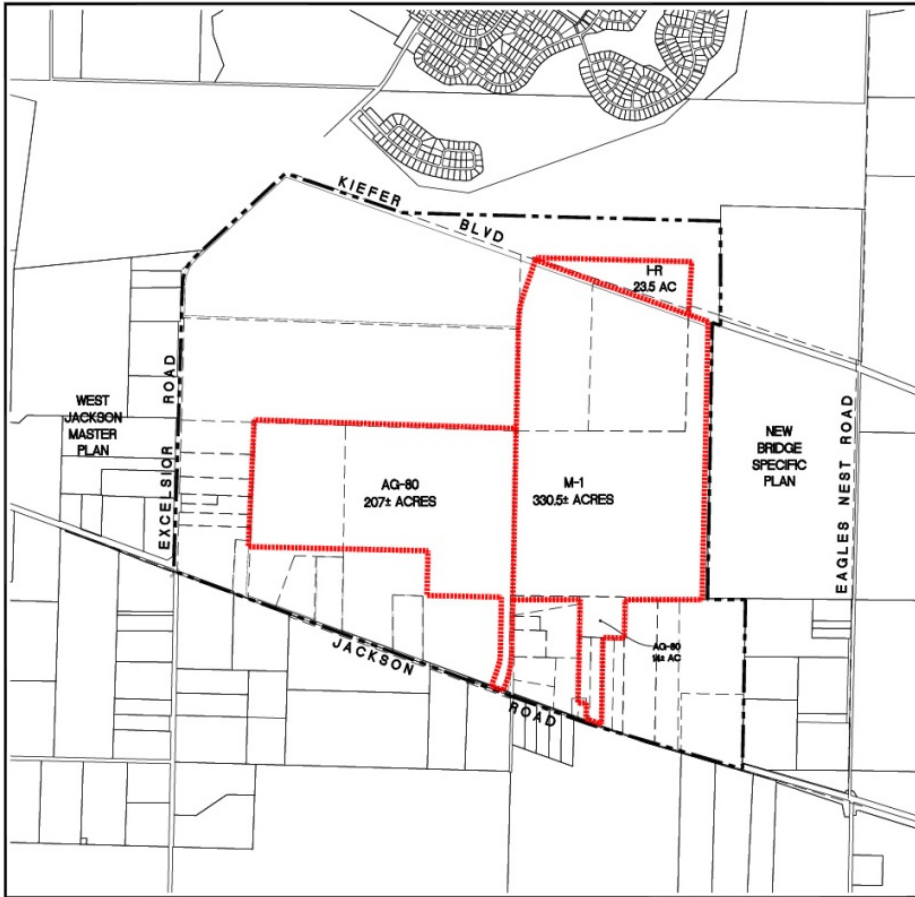 KIEFER
BLVD
I-R
23.5 AC
WEST
JACKSON
MASTER
PLAN
EXCELSIOR ROAD
AG-80
207± ACRES
M-1
330.5± ACRES
NEW
BRIDGE
SPECIFIC
PLAN
EAGLES NEST ROAD
AG-80
AC
JACKSON
ROAD